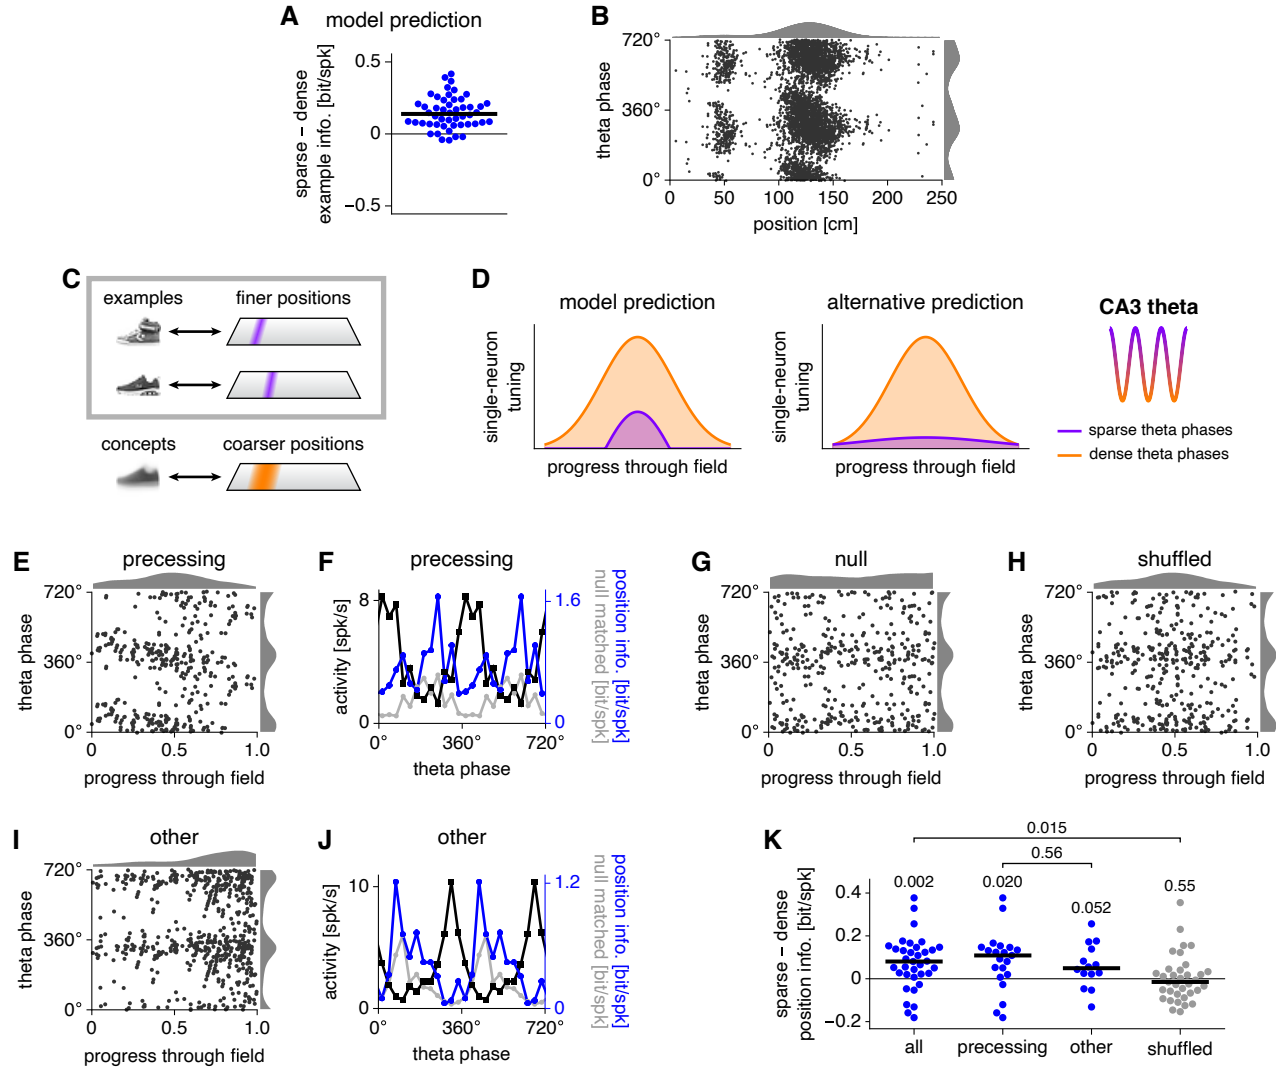 A
model prediction
sparse – dense
example info. [bit/spk]
0.5
0
−0.5
B
theta phase
720°
360°
0°
0 50 100 150 200 250
position [cm]
C
examples
finer positions
concepts
coarser positions
D
model prediction
single-neuron
tuning
progress through field
alternative prediction
single-neuron
tuning
progress through field
CA3 theta
sparse theta phases
dense theta phases
E
precessing
theta phase
720°
360°
0°
0 0.5 1.0
progress through field
F
precessing
activity [spk/s]
8
0
1.6
0
position info. [bit/spk]
null matched [bit/spk]
0° 360° 720°
theta phase
G
null
theta phase
720°
360°
0°
0 0.5 1.0
progress through field
H
shuffled
theta phase
720°
360°
0°
0 0.5 1.0
progress through field
I
other
theta phase
720°
360°
0°
0 0.5 1.0
progress through field
J
other
activity [spk/s]
10
0
1.2
0
position info. [bit/spk]
null matched [bit/spk]
0° 360° 720°
theta phase
K
sparse – dense
position info. [bit/spk]
0.4
0.2
0
−0.2
0.015
0.56
0.002 0.020 0.052 0.55
all precessing other shuffled